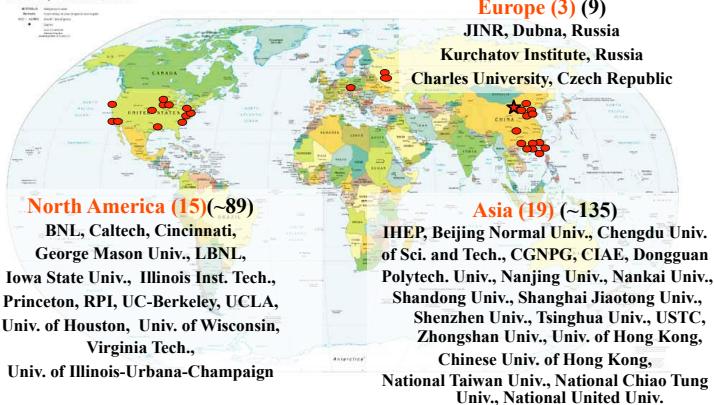 Europe (3) (9)
JINR, Dubna, Russia
Kurchatov Institute, Russia
Charles University, Czech Republic
CANADA
UNITED STATES
CHINA
BRAZIL
North America (15)(~89)
BNL, Caltech, Cincinnati,
George Mason Univ., LBNL,
Iowa State Univ., Illinois Inst. Tech.,
Princeton, RPI, UC-Berkeley, UCLA,
Univ. of Houston, Univ. of Wisconsin,
Virginia Tech.,
Univ. of Illinois-Urbana-Champaign
Asia (19) (~135)
IHEP, Beijing Normal Univ., Chengdu Univ.
of Sci. and Tech., CGNPG, CIAE, Dongguan
Polytech. Univ., Nanjing Univ., Nankai Univ.,
Shandong Univ., Shanghai Jiaotong Univ.,
Shenzhen Univ., Tsinghua Univ., USTC,
Zhongshan Univ., Univ. of Hong Kong,
Chinese Univ. of Hong Kong,
National Taiwan Univ., National Chiao Tung
Univ., National United Univ.
Antarctica